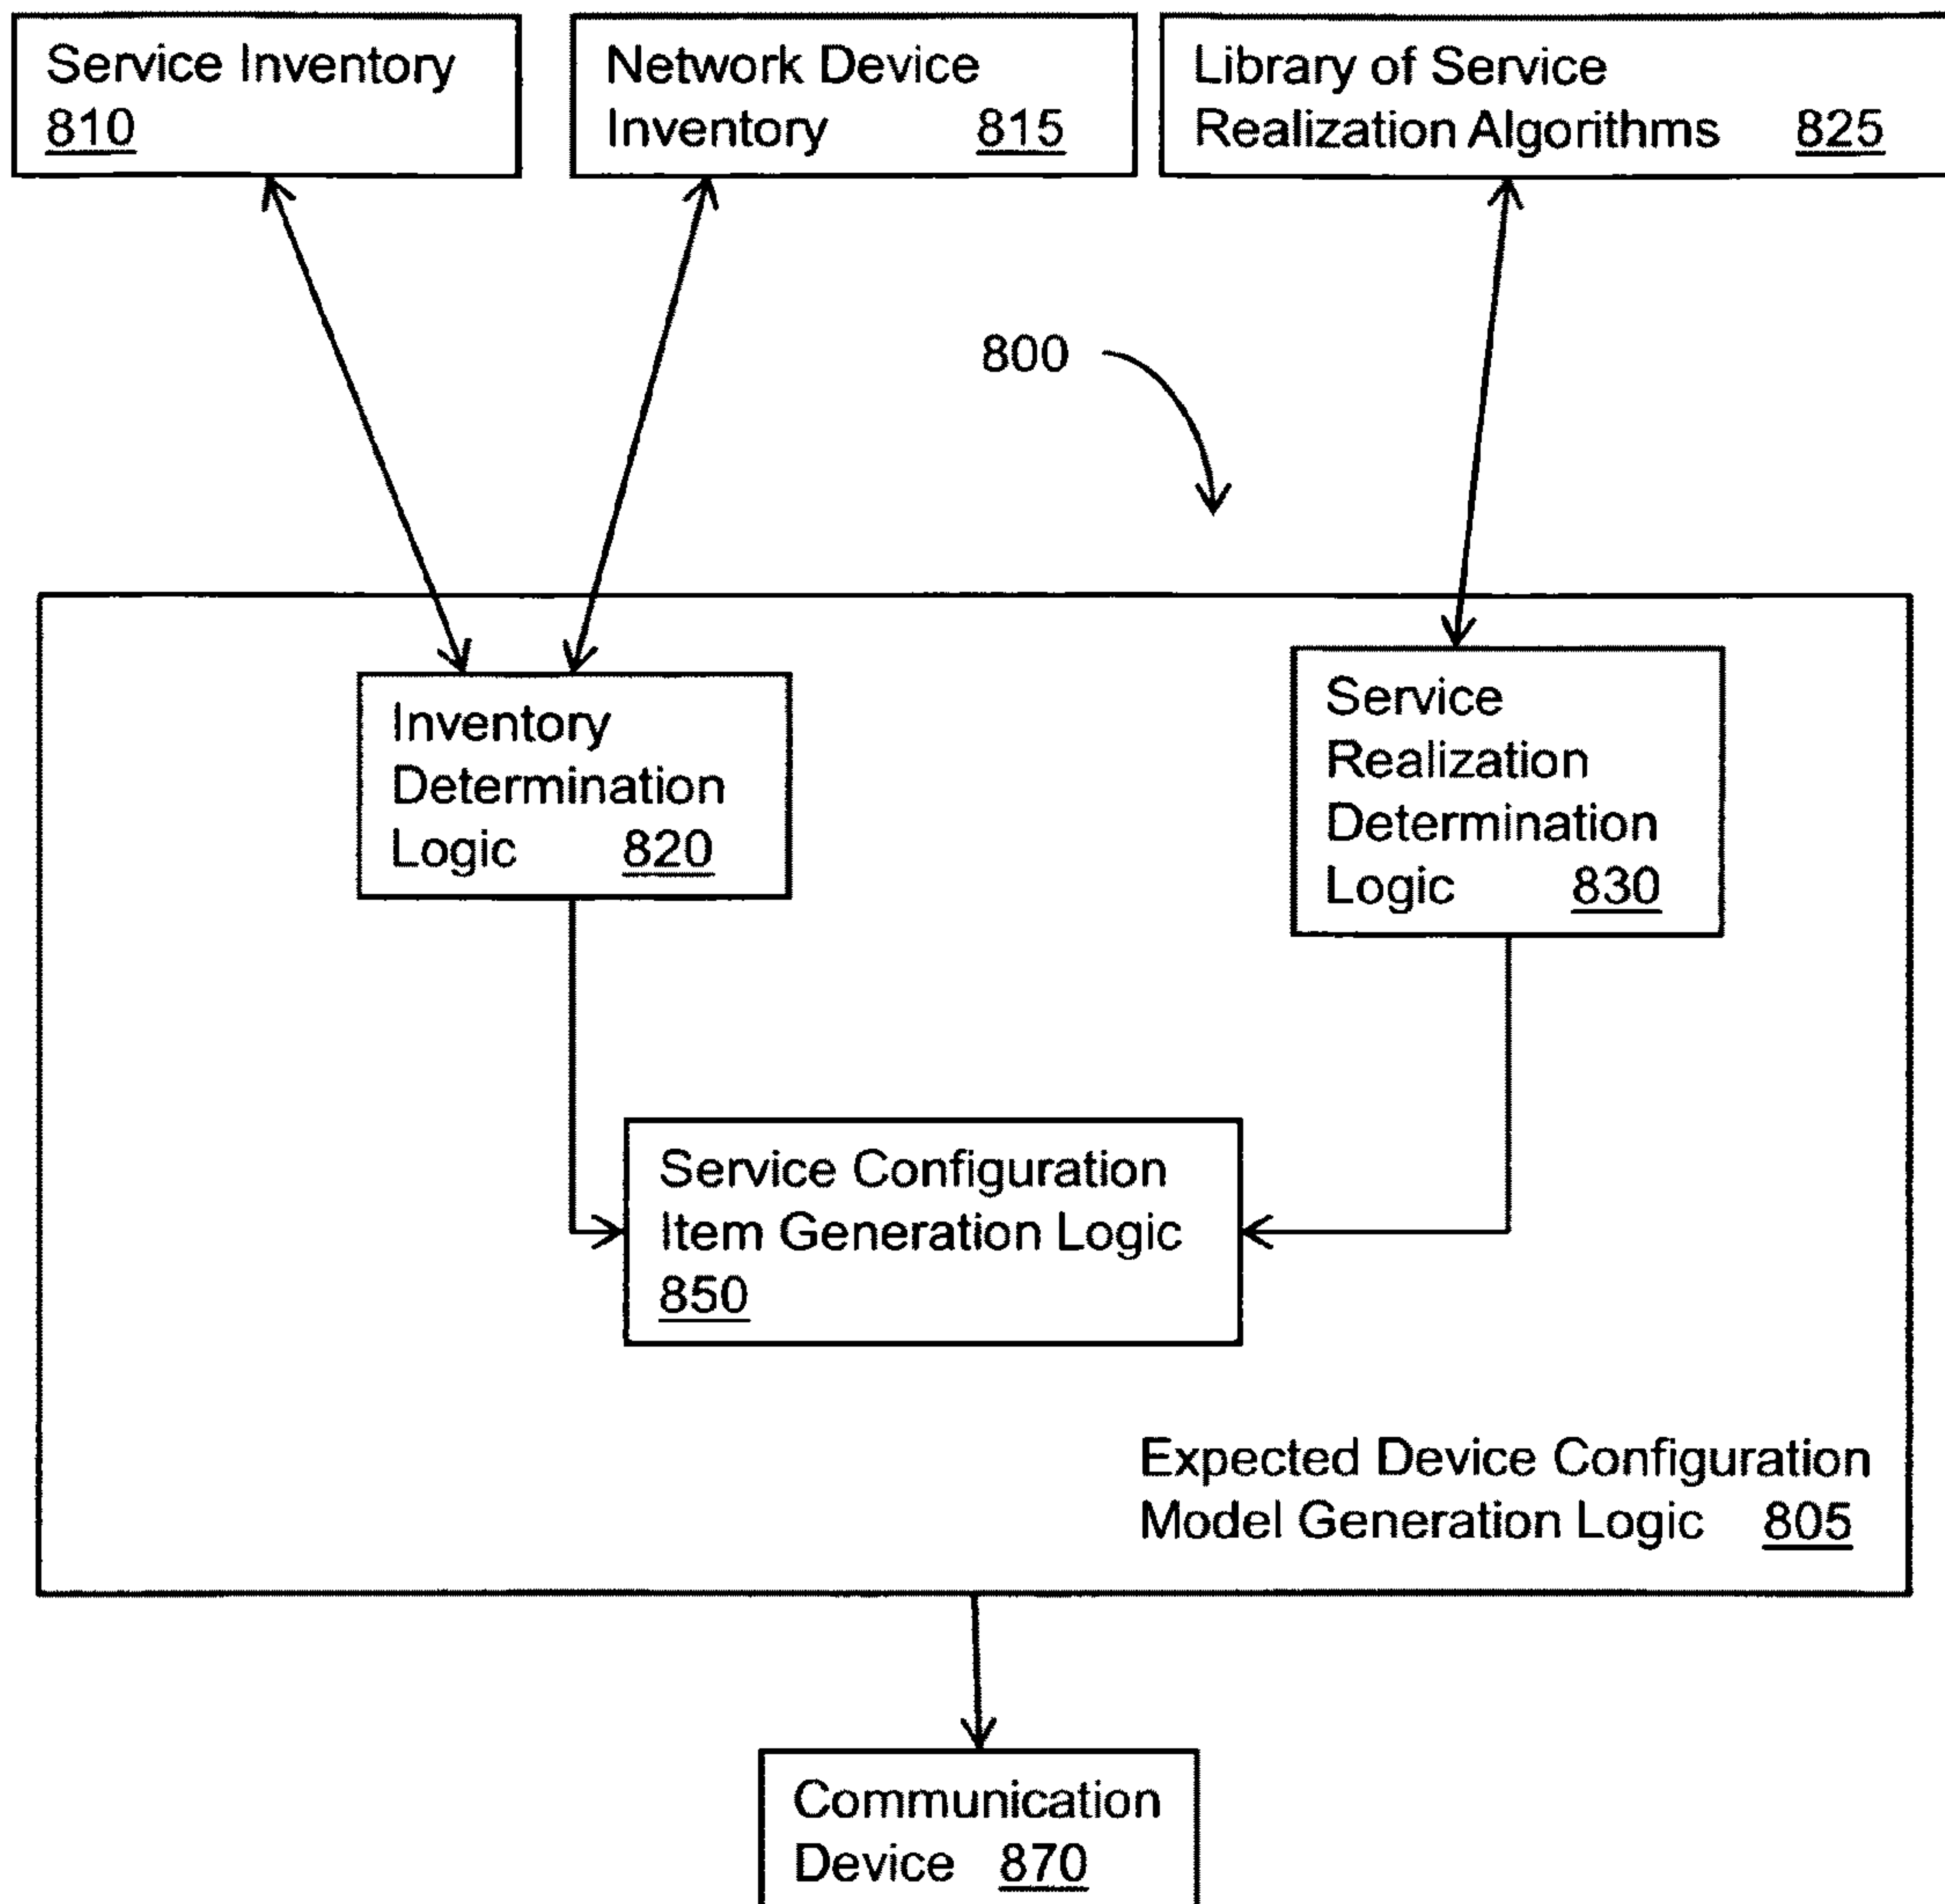 Service Inventory
810
Network Device
Inventory 815
Library of Service
Realization Algorithms 825
800
Inventory
Determination
Logic 820
Service
Realization
Determination
Logic 830
Service Configuration
Item Generation Logic
850
Expected Device Configuration
Model Generation Logic 805
Communication
Device 870